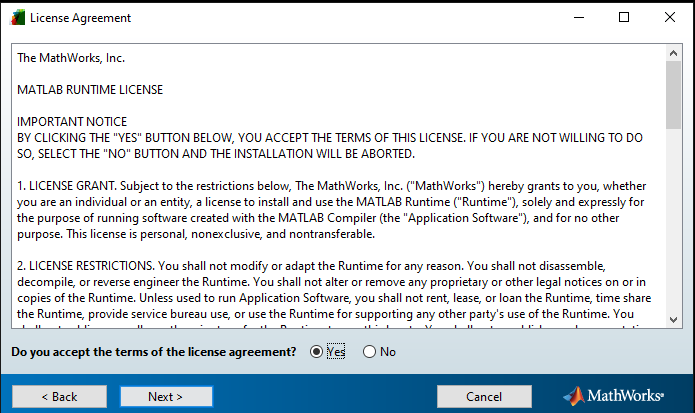 License Agreement
The MathWorks, Inc.
MATLAB RUNTIME LICENSE
IMPORTANT NOTICE
BY CLICKING THE "YES" BUTTON BELOW, YOU ACCEPT THE TERMS OF THIS LICENSE. IF YOU ARE NOT WILLING TO DO
SO, SELECT THE "NO" BUTTON AND THE INSTALLATION WILL BE ABORTED.
1. LICENSE GRANT. Subject to the restrictions below, The MathWorks, Inc. ("MathWorks") hereby grants to you, whether
you are an individual or an entity, a license to install and use the MATLAB Runtime ("Runtime"), solely and expressly for
the purpose of running software created with the MATLAB Compiler (the "Application Software"), and for no other
purpose. This license is personal, nonexclusive, and nontransferable.
2. LICENSE RESTRICTIONS. You shall not modify or adapt the Runtime for any reason. You shall not disassemble,
decompile, or reverse engineer the Runtime. You shall not alter or remove any proprietary or other legal notices on or in
copies of the Runtime. Unless used to run Application Software, you shall not rent, lease, or loan the Runtime, time share
the Runtime, provide service bureau use, or use the Runtime for supporting any other party's use of the Runtime. You
Do you accept the terms of the license agreement? Yes No
< Back Next > Cancel MathWorks®